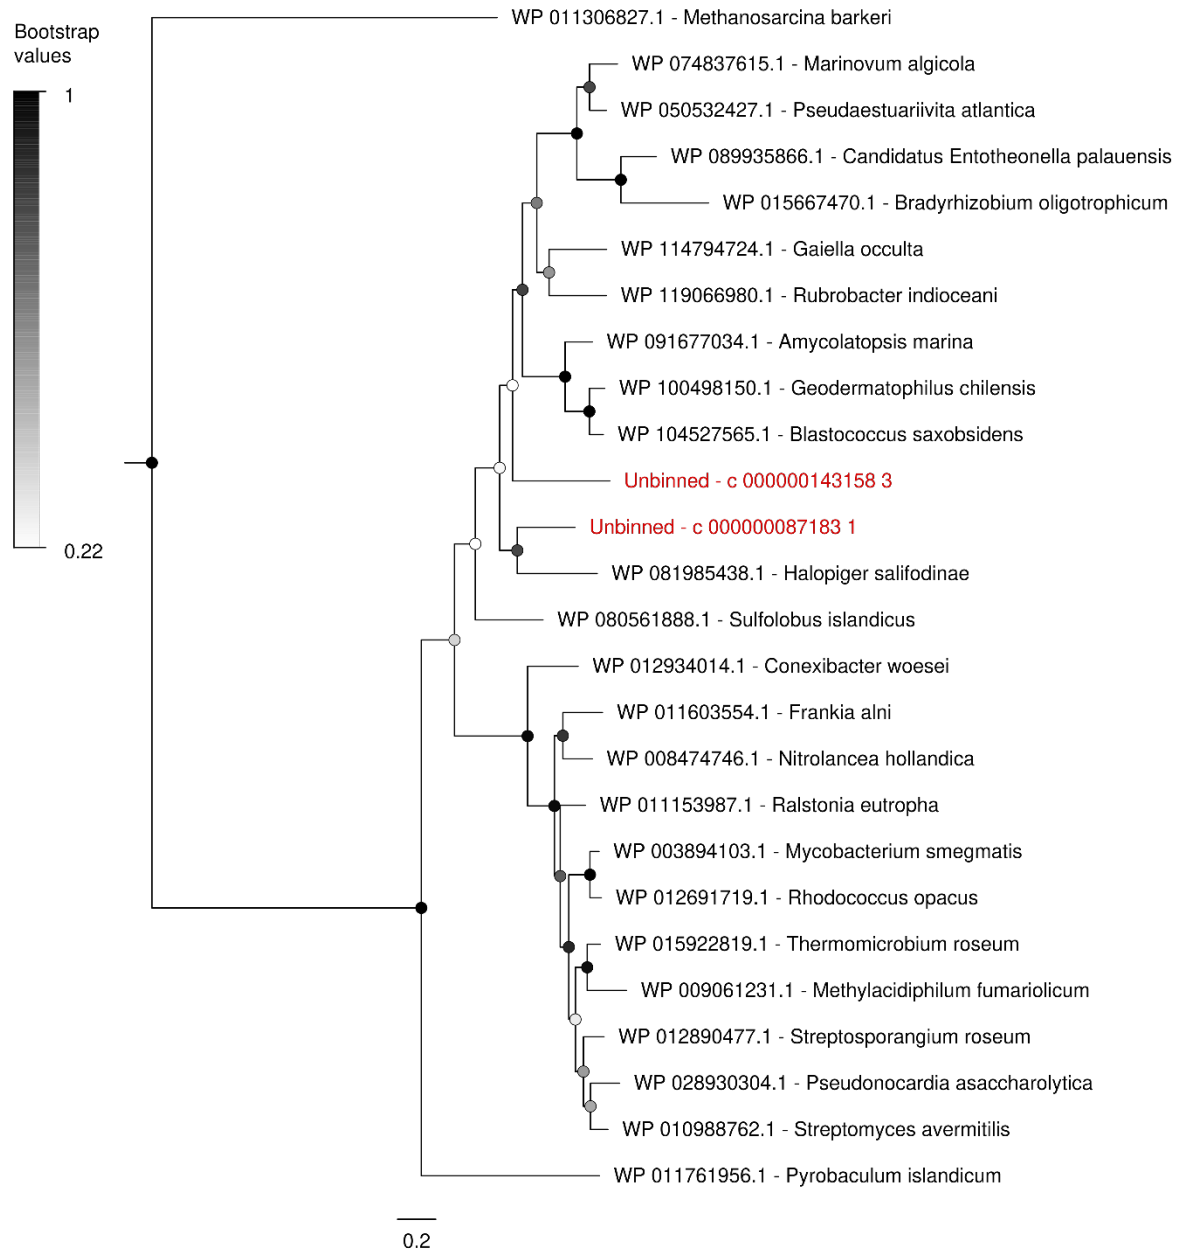 WP 011306827.1 - Methanosarcina barkeri
Bootstrap
values
1
0.22
WP 074837615.1 - Marinovum algicola
WP 050532427.1 - Pseudaestuariivita atlantica
WP 089935866.1 - Candidatus Entotheonella palauensis
WP 015667470.1 - Bradyrhizobium oligotrophicum
WP 114794724.1 - Gaiella occulta
WP 119066980.1 - Rubrobacter indioceani
WP 091677034.1 - Amycolatopsis marina
WP 100498150.1 - Geodermatophilus chilensis
WP 104527565.1 - Blastococcus saxobsidens
Unbinned - c 000000143158 3
Unbinned - c 000000087183 1
WP 081985438.1 - Halopiger salifodinae
WP 080561888.1 - Sulfolobus islandicus
WP 012934014.1 - Conexibacter woesei
WP 011603554.1 - Frankia alni
WP 008474746.1 - Nitrolancea hollandica
WP 011153987.1 - Ralstonia eutropha
WP 003894103.1 - Mycobacterium smegmatis
WP 012691719.1 - Rhodococcus opacus
WP 015922819.1 - Thermomicrobium roseum
WP 009061231.1 - Methylacidiphilum fumariolicum
WP 012890477.1 - Streptosporangium roseum
WP 028930304.1 - Pseudonocardia asaccharolytica
WP 010988762.1 - Streptomyces avermitilis
WP 011761956.1 - Pyrobaculum islandicum
0.2